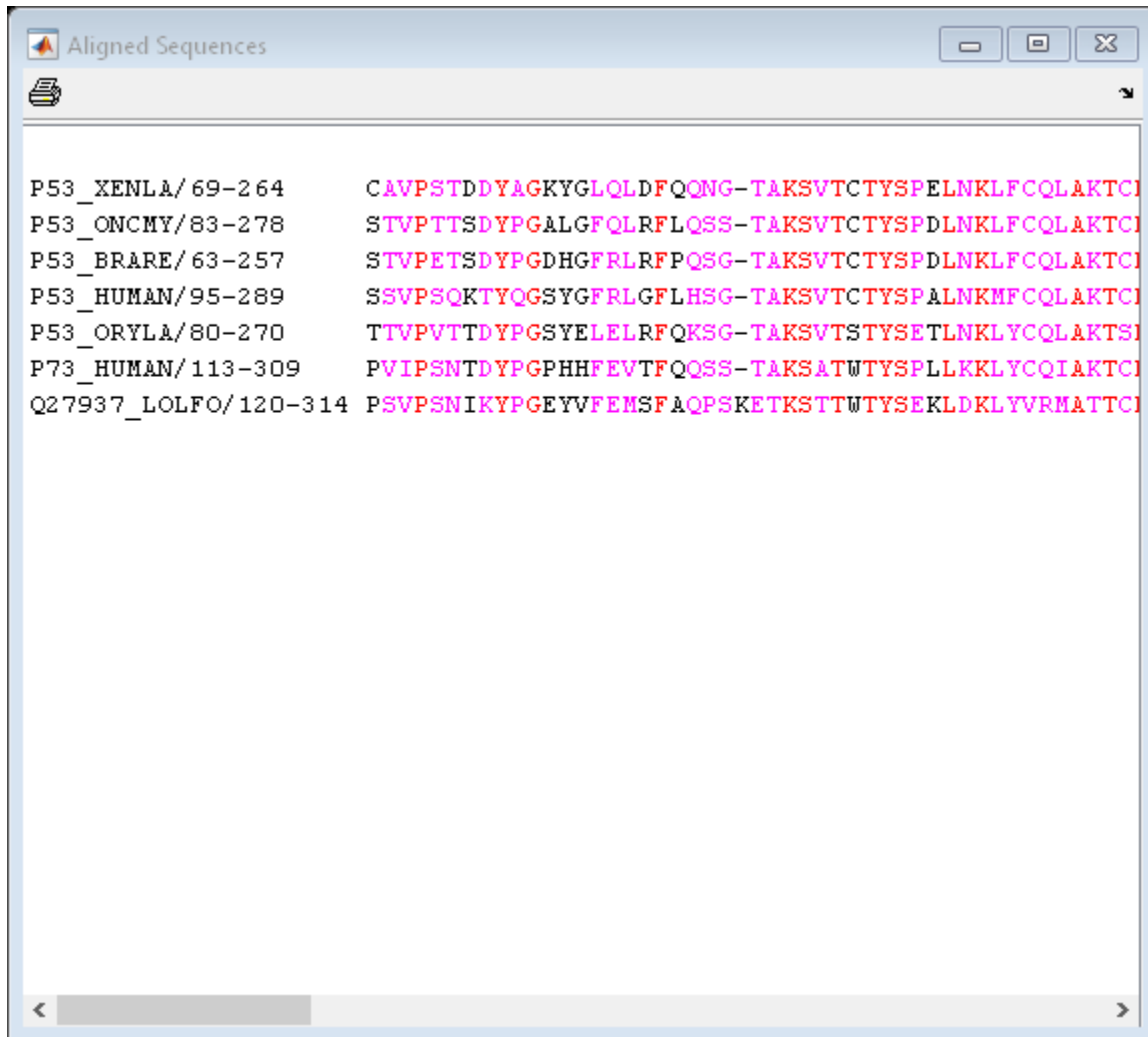 Aligned Sequences
P53_XENLA/69-264 CAVPSTDDYAGKYGLQLDFQQNG-TAKSVTCTYSPELNKLFCQLAKTC
P53_ONCMY/83-278 STVPTTSDYPGALGFQLRFLQSS-TAKSVTCTYSPDLNKLFCQLAKTC
P53_BRARE/63-257 STVPETSDYPGDHGFRLRFPQSG-TAKSVTCTYSPDLNKLFCQLAKTC
P53_HUMAN/95-289 SSVPSQKTYQGSYGFRLGFLHSG-TAKSVTCTYSPALNKMFCQLAKTC
P53_ORYLA/80-270 TTVPVTTDYPGSYELELRFQKSG-TAKSVTSTYSETLNKLYCQLAKTS
P73_HUMAN/113-309 PVIPSNTDYPGPHHFEVTFQQSS-TAKSATWTYSPLLKKLYCQIAKTC
Q27937_LOLFO/120-314 PSVPSNIKYPGEYVFEMSFAQPSKETKSTTWTYSEKLDKLYVRMATTC